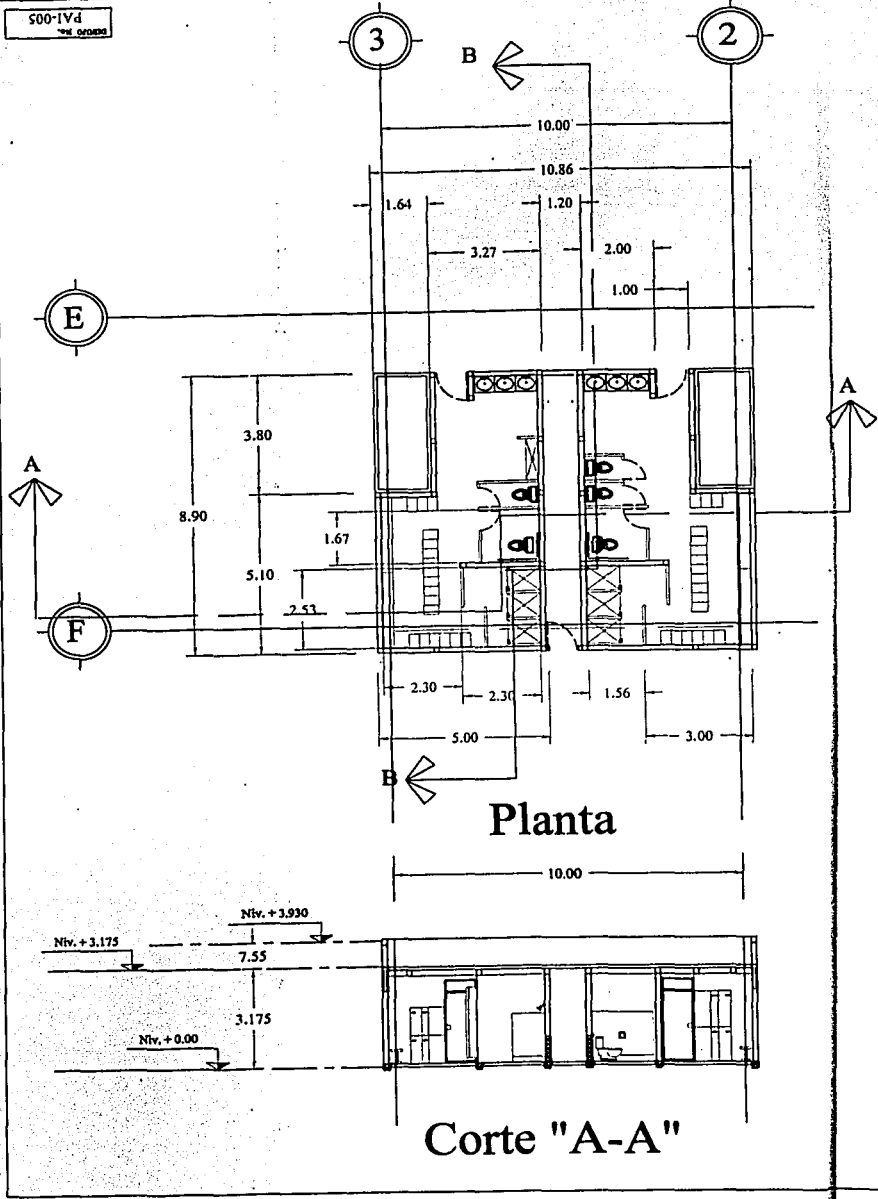 DIBUJO No.
PAI-005
3
2
B
10.00
10.86
1.64
1.20
3.27
2.00
1.00
E
A
3.80
A
8.90
1.67
5.10
2.53
F
2.30
2.30
1.56
5.00
3.00
B
Planta
10.00
Niv. + 3.930
Niv. + 3.175
7.55
3.175
Niv. + 0.00
Corte "A-A"